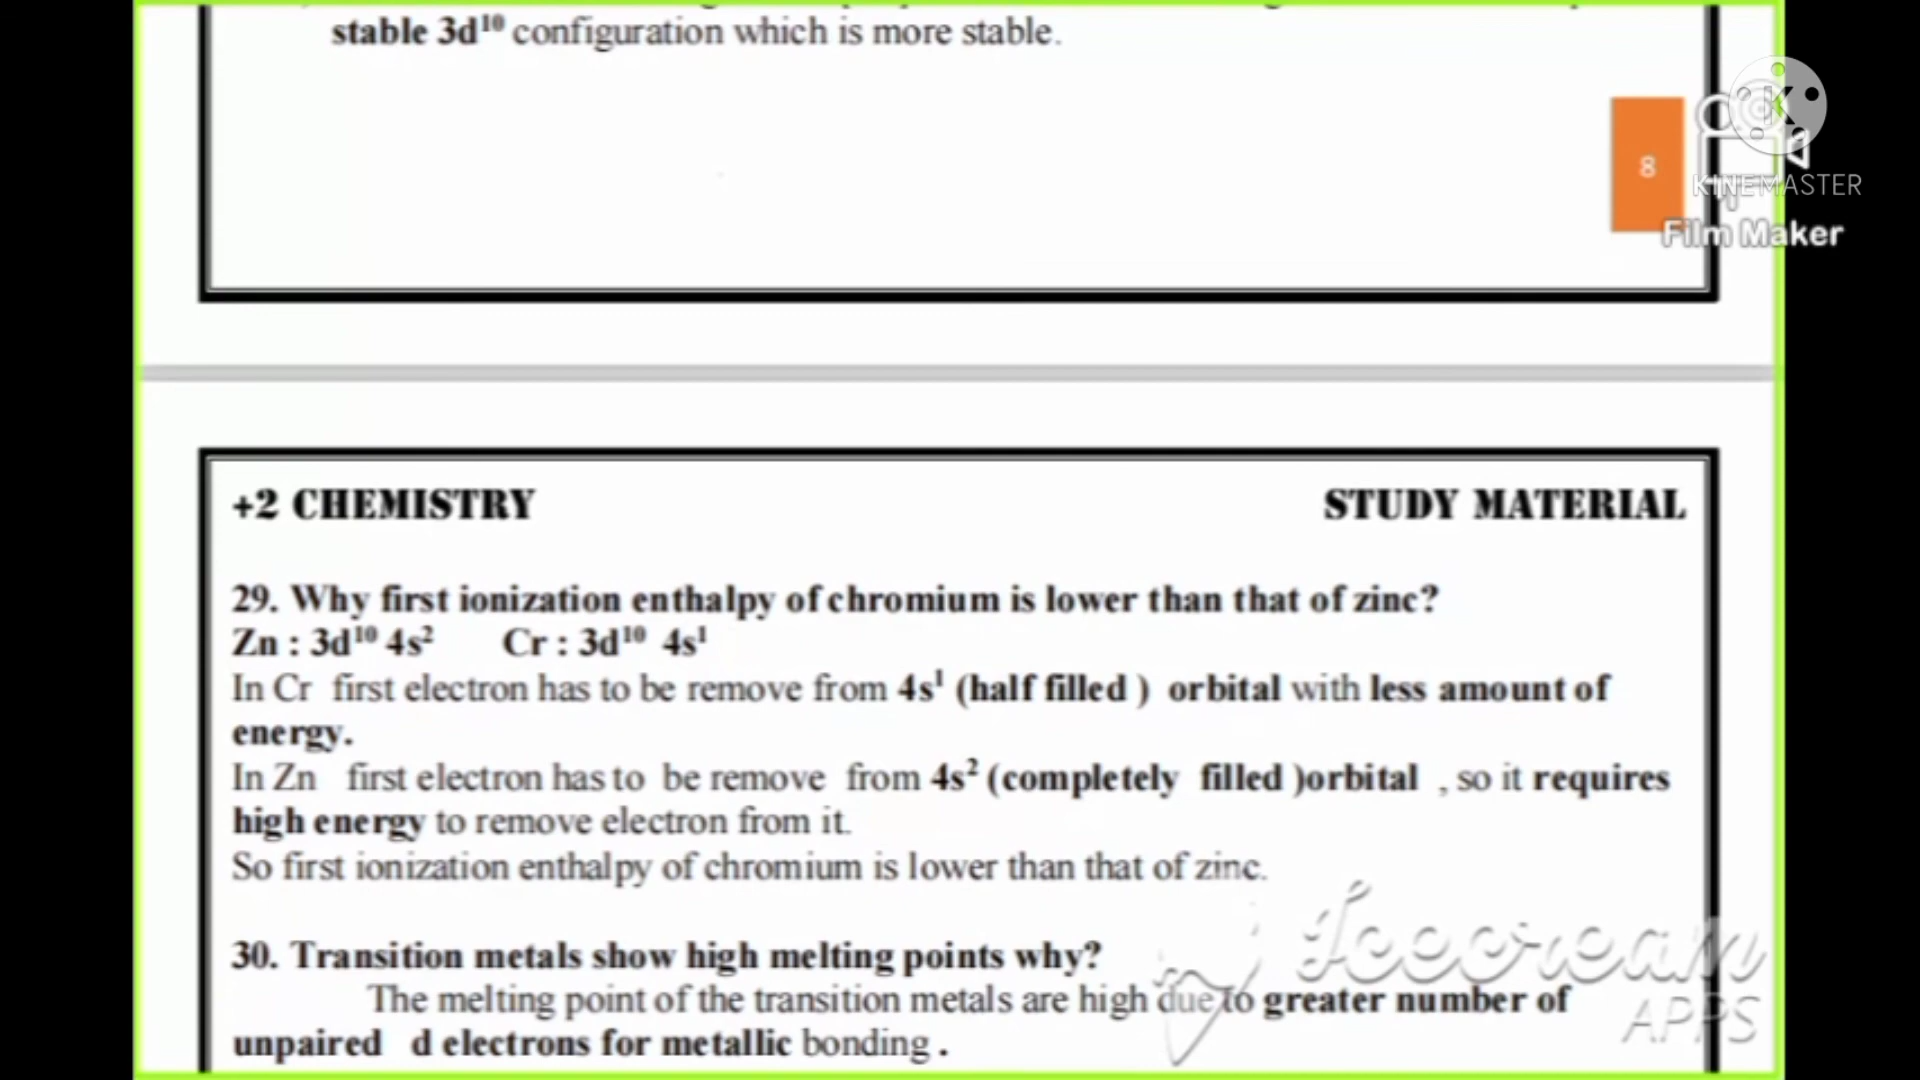 stable 3d¹⁰ configuration which is more stable.
8
KINEMASTER
Film Maker
+2 CHEMISTRY STUDY MATERIAL
29. Why first ionization enthalpy of chromium is lower than that of zinc?
Zn : 3d¹⁰ 4s² Cr : 3d¹⁰ 4s¹
In Cr first electron has to be remove from 4s¹ (half filled ) orbital with less amount of
energy.
In Zn first electron has to be remove from 4s² (completely filled )orbital , so it requires
high energy to remove electron from it.
So first ionization enthalpy of chromium is lower than that of zinc.
30. Transition metals show high melting points why?
The melting point of the transition metals are high due to greater number of
unpaired d electrons for metallic bonding .
Icecream
APPS